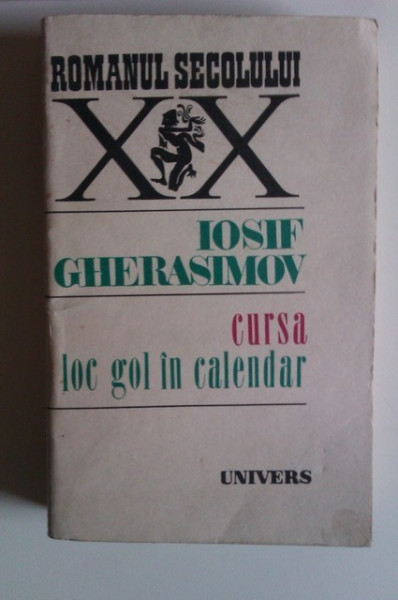 ROMANUL SECOLULUI
XX
IOSIF
GHERASIMOV
cursa
loc gol în calendar
UNIVERS